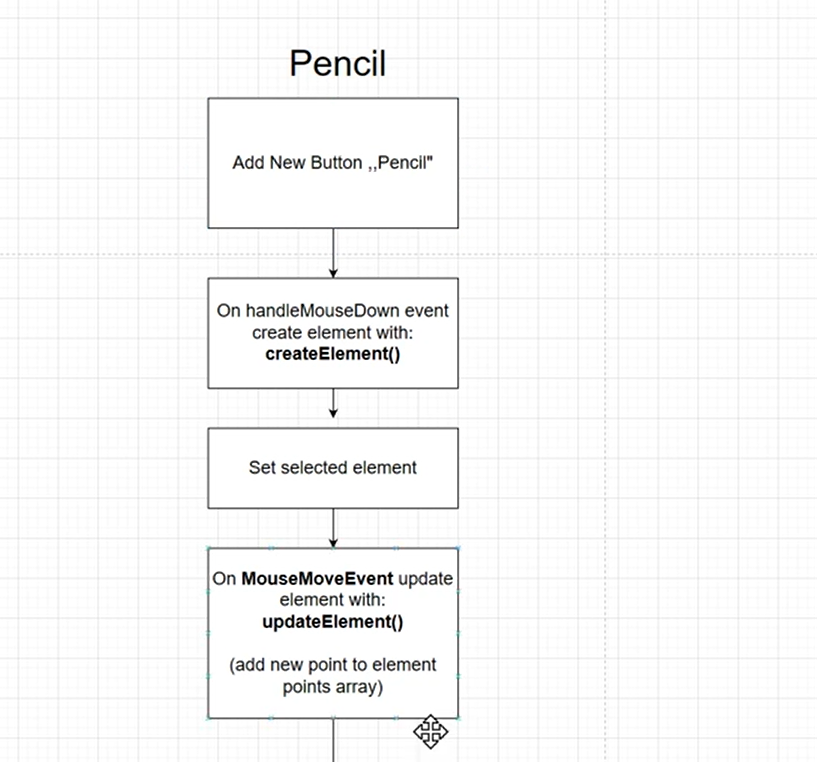 Pencil
Add New Button ,,Pencil"
On handleMouseDown event
create element with:
createElement()
Set selected element
On MouseMoveEvent update
element with:
updateElement()
(add new point to element
points array)